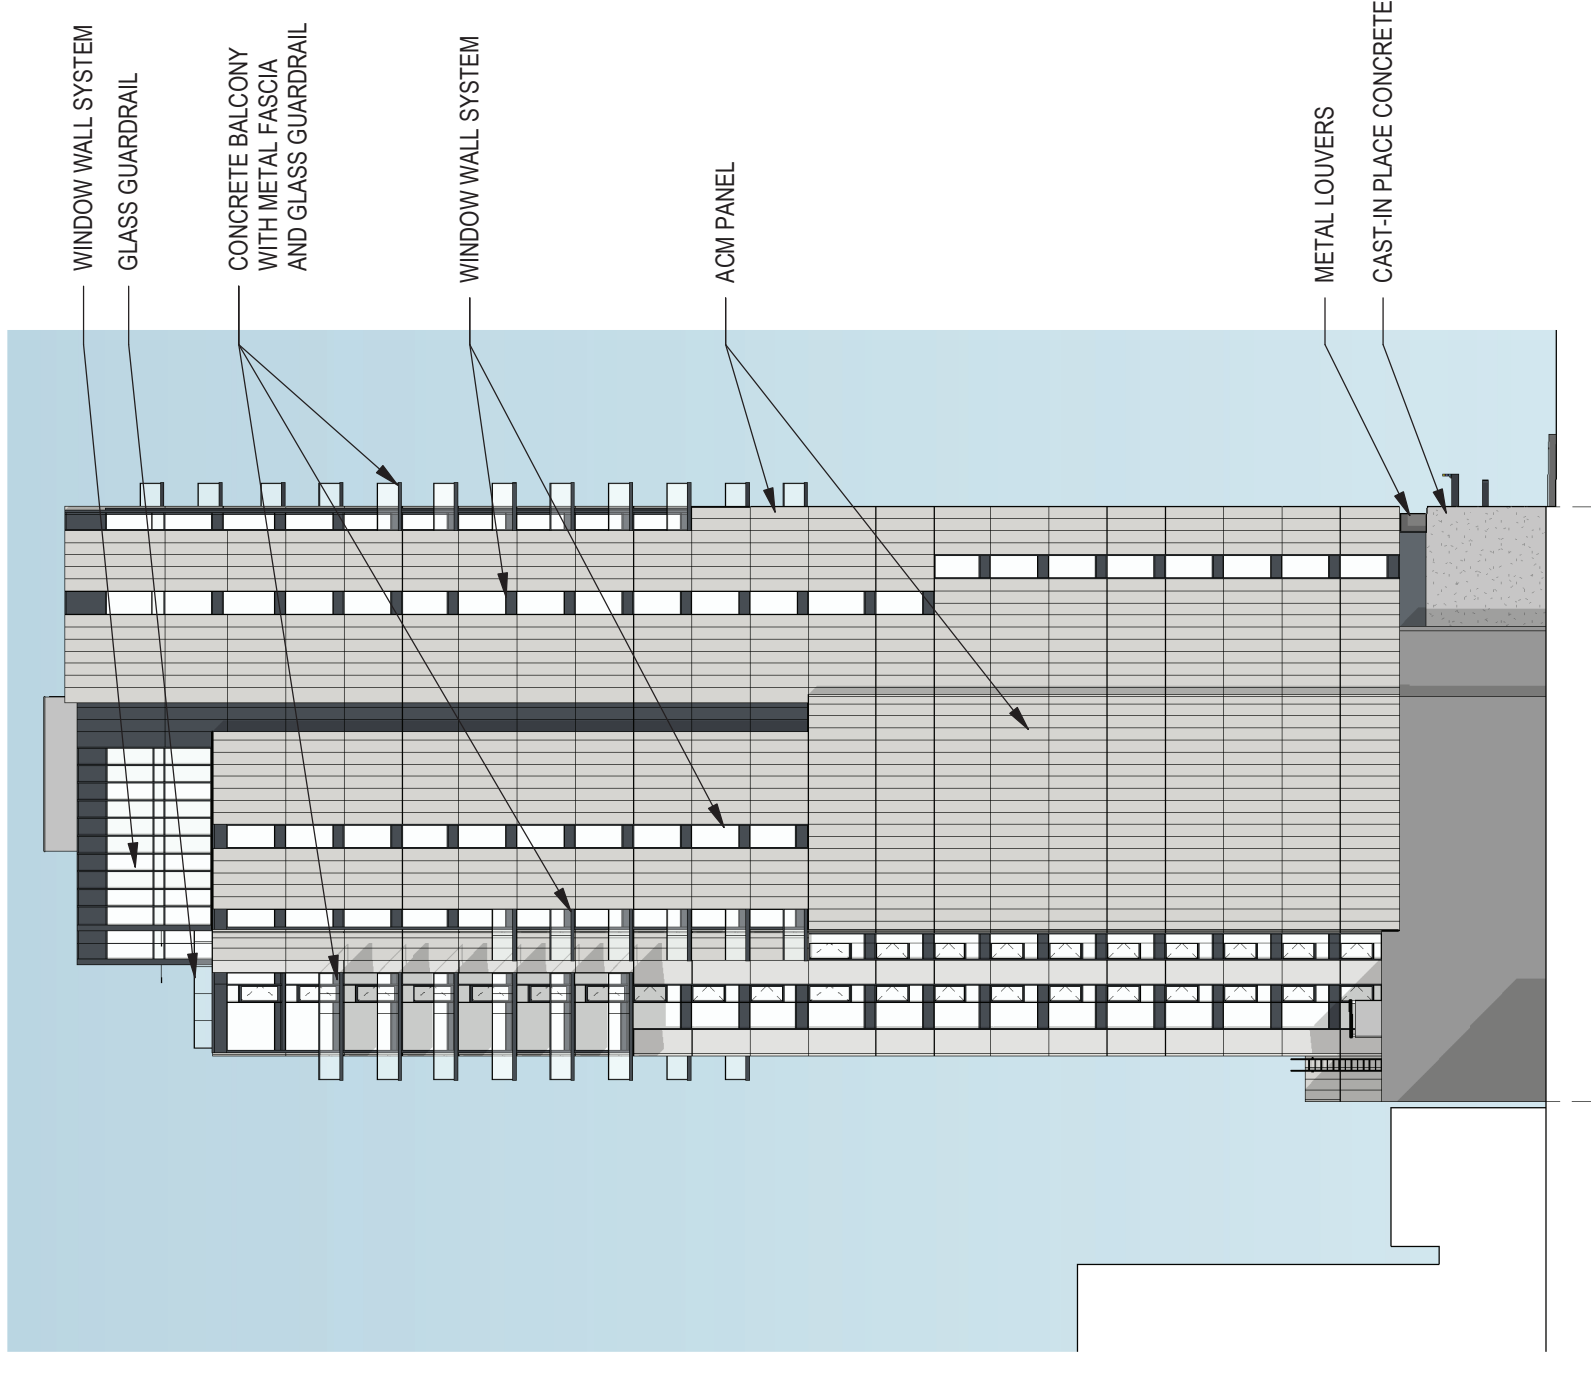 WINDOW WALL SYSTEM
GLASS GUARDRAIL
CONCRETE BALCONY
WITH METAL FASCIA
AND GLASS GUARDRAIL
WINDOW WALL SYSTEM
ACM PANEL
METAL LOUVERS
CAST-IN PLACE CONCRETE